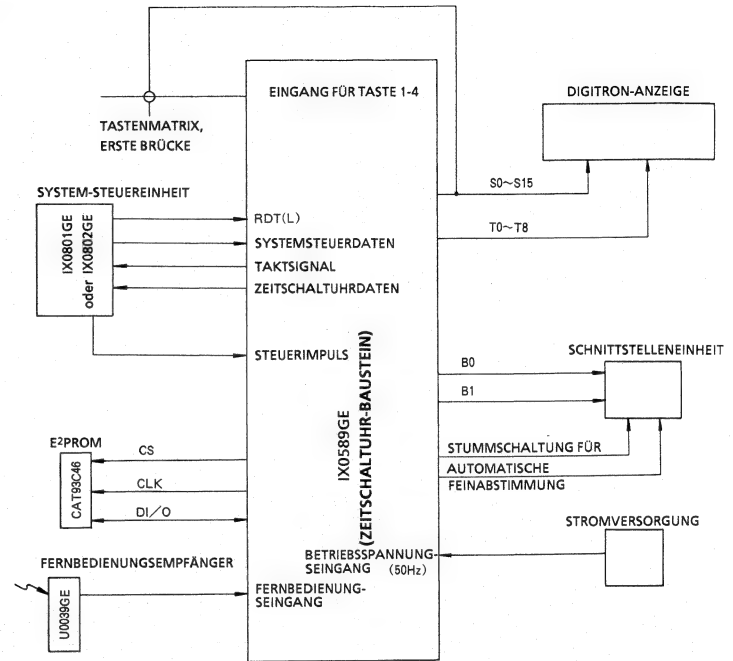 EINGANG FÜR TASTE 1-4
DIGITRON-ANZEIGE
TASTENMATRIX,
ERSTE BRÜCKE
SYSTEM-STEUEREINHEIT
S0~S15
IX0801GE
oder IX0802GE
RDT(L)
T0~T8
SYSTEMSTEUERDATEN
TAKTSIGNAL
ZEITSCHALTUHRDATEN
STEUERIMPULS
SCHNITTSTELLENEINHEIT
B0
B1
IX0589GE
(ZEITSCHALTUHR-BAUSTEIN)
E²PROM
CAT93C46
CS
CLK
DI/O
STUMMSCHALTUNG FÜR
AUTOMATISCHE
FEINABSTIMMUNG
STROMVERSORGUNG
BETRIEBSSPANNUNG-
SEINGANG (50Hz)
FERNBEDIENUNGSEMPFÄNGER
U0039GE
FERNBEDIENUNG-
SEINGANG